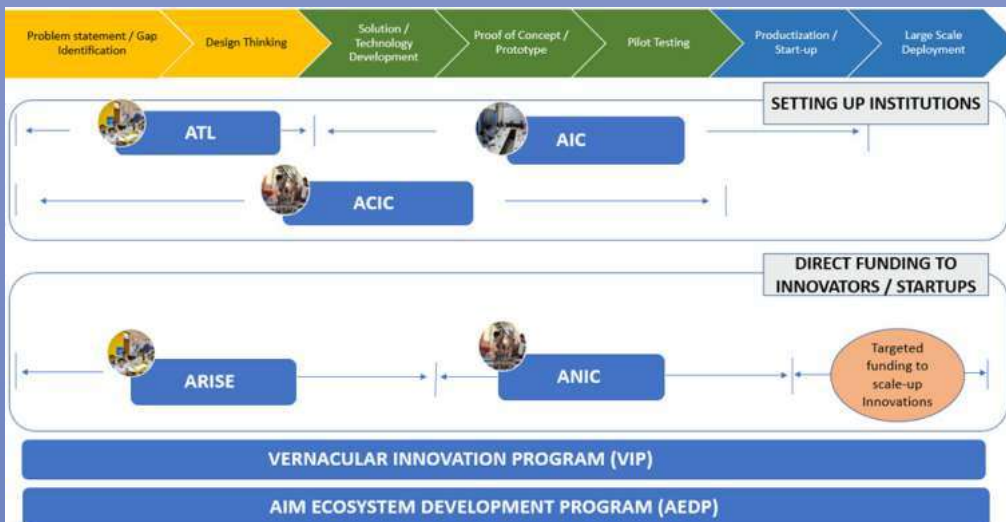 Problem statement / Gap
Identification
Design Thinking
Solution /
Technology
Development
Proof of Concept /
Prototype
Pilot Testing
Productization /
Start-up
Large Scale
Deployment
SETTING UP INSTITUTIONS
ATL
AIC
ACIC
DIRECT FUNDING TO
INNOVATORS / STARTUPS
ARISE
ANIC
Targeted
funding to
scale-up
Innovations
VERNACULAR INNOVATION PROGRAM (VIP)
AIM ECOSYSTEM DEVELOPMENT PROGRAM (AEDP)